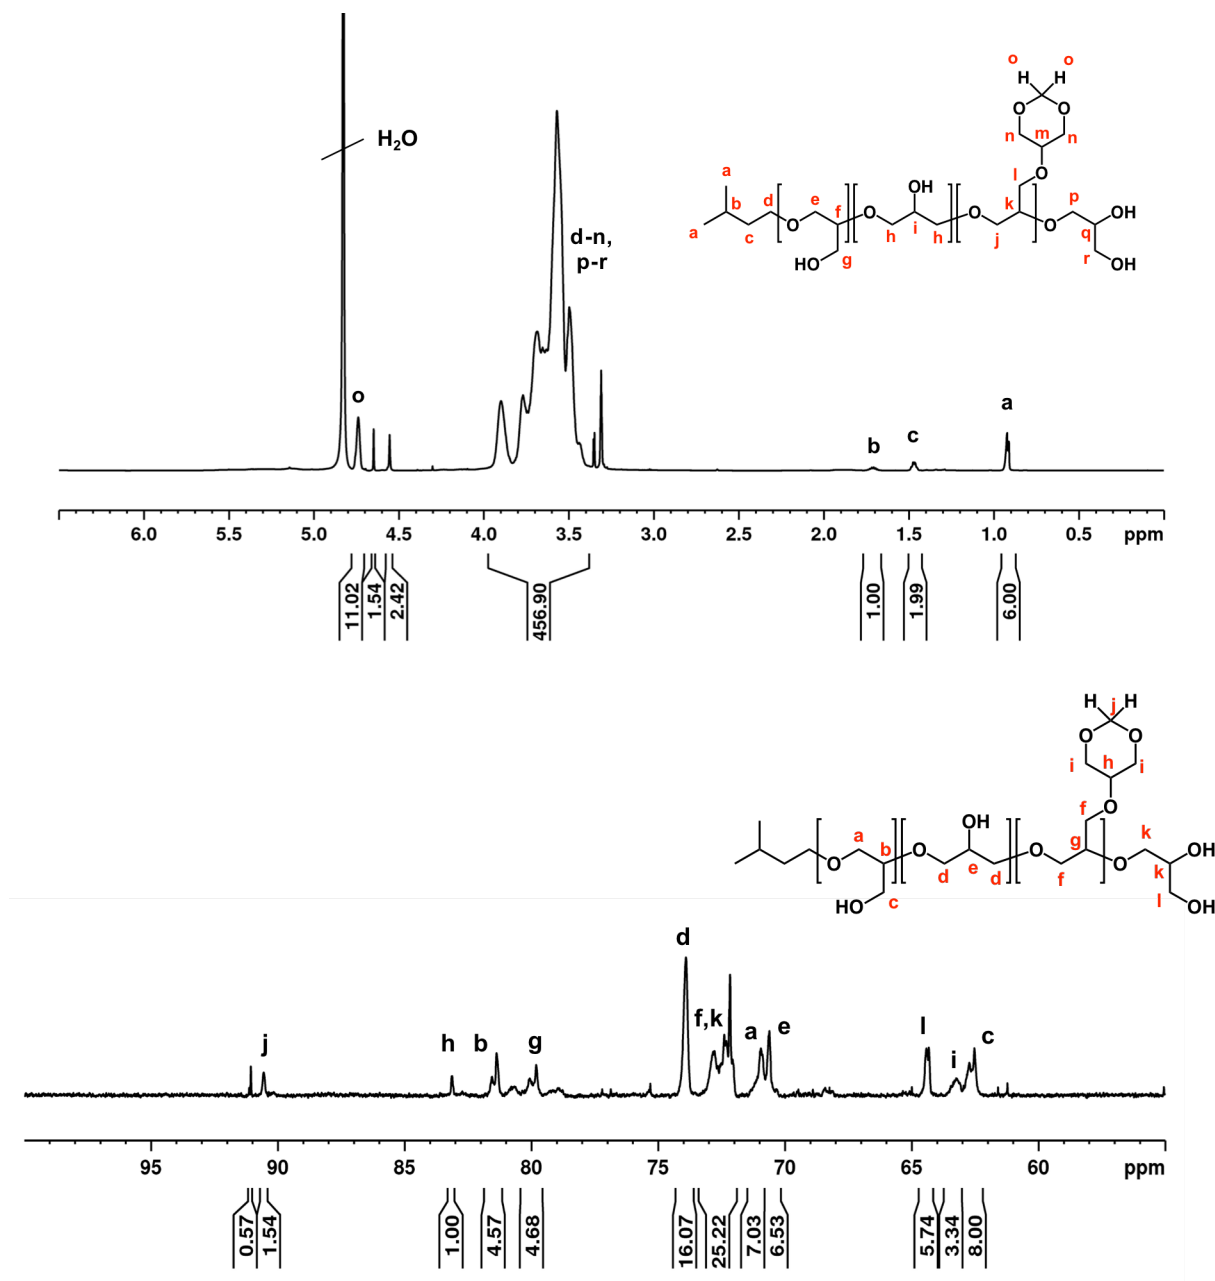 o o
H H
O O
n m n
O
l
a
b d e f OH k p OH
O O O O
a c h i h j q
HO g r OH
H₂O
d-n,
p-r
o
b c a
6.0 5.5 5.0 4.5 4.0 3.5 3.0 2.5 2.0 1.5 1.0 0.5 ppm
11.02 1.54 2.42 456.90 1.00 1.99 6.00
H j H
O O
i h i
O
f
OH
a b g k OH
O O O O
d e d f k
HO c l OH
d
f,k
j h b g a e l i c
95 90 85 80 75 70 65 60 ppm
0.57 1.54 1.00 4.57 4.68 16.07 25.22 7.03 6.53 5.74 3.34 8.00